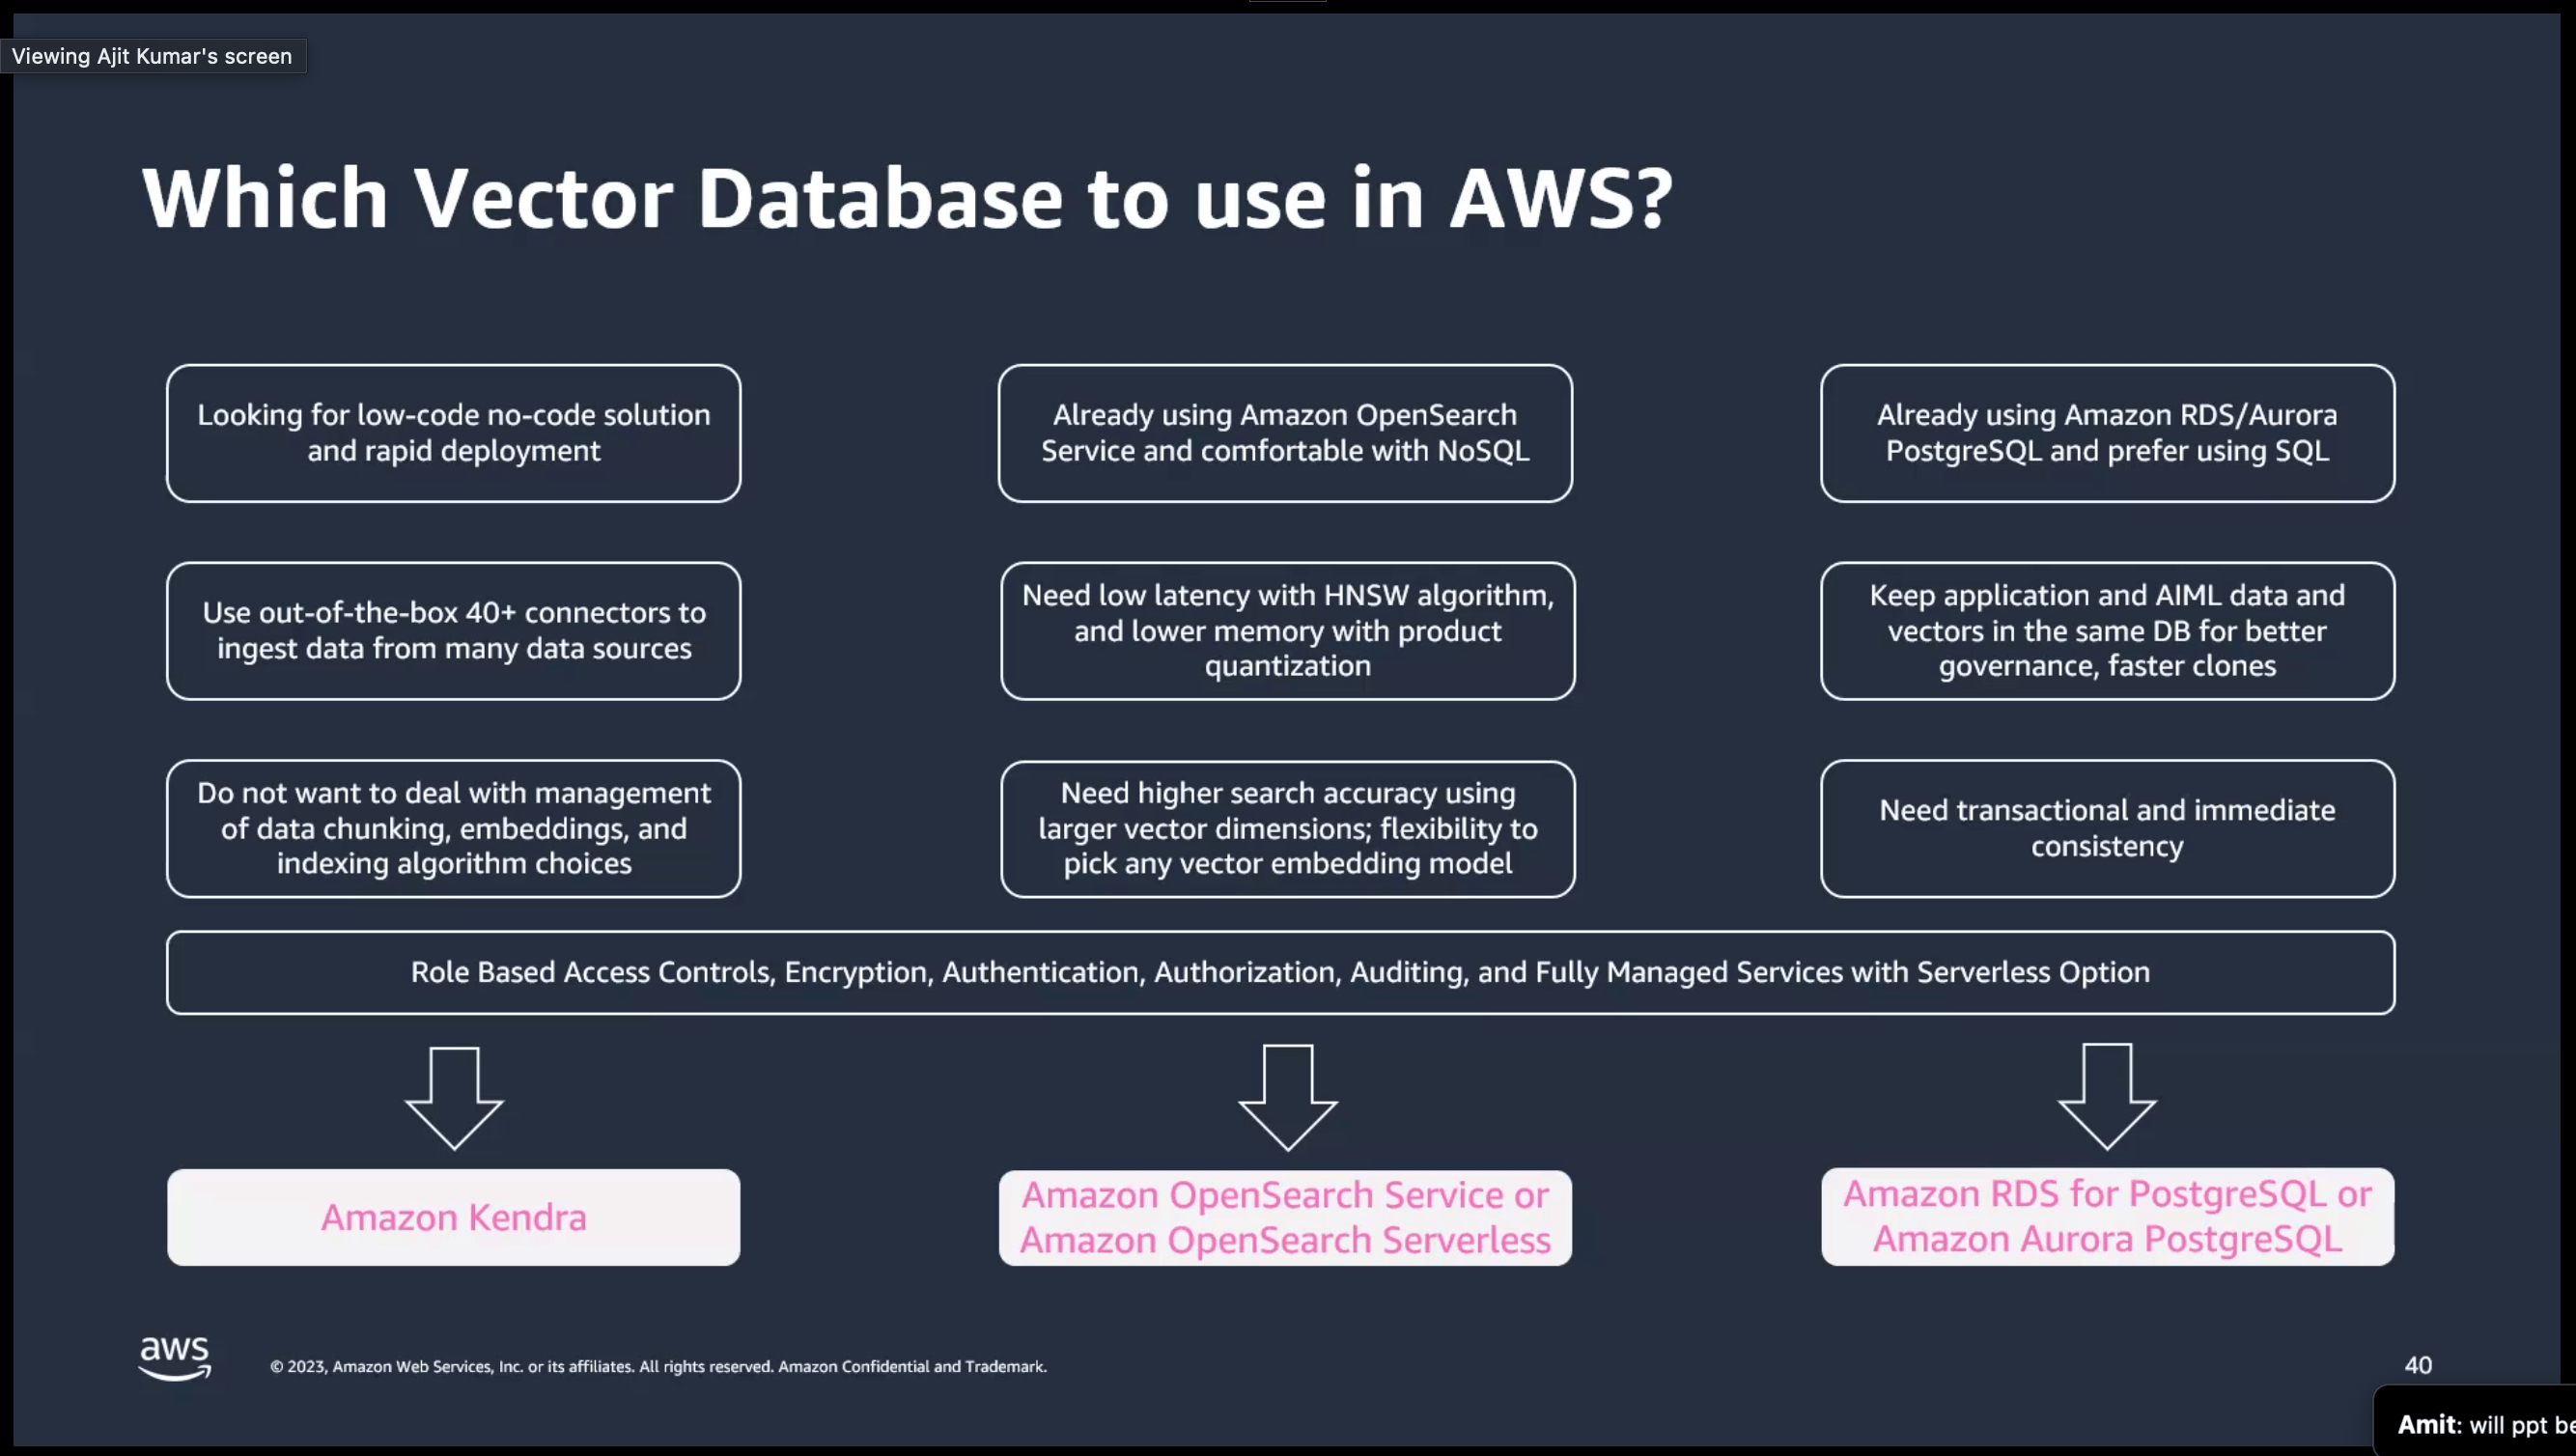 Viewing Ajit Kumar's screen
Which Vector Database to use in AWS?
Looking for low-code no-code solution
and rapid deployment
Already using Amazon OpenSearch
Service and comfortable with NoSQL
Already using Amazon RDS/Aurora
PostgreSQL and prefer using SQL
Use out-of-the-box 40+ connectors to
ingest data from many data sources
Need low latency with HNSW algorithm,
and lower memory with product
quantization
Keep application and AIML data and
vectors in the same DB for better
governance, faster clones
Do not want to deal with management
of data chunking, embeddings, and
indexing algorithm choices
Need higher search accuracy using
larger vector dimensions; flexibility to
pick any vector embedding model
Need transactional and immediate
consistency
Role Based Access Controls, Encryption, Authentication, Authorization, Auditing, and Fully Managed Services with Serverless Option
Amazon Kendra
Amazon OpenSearch Service or
Amazon OpenSearch Serverless
Amazon RDS for PostgreSQL or
Amazon Aurora PostgreSQL
aws
© 2023, Amazon Web Services, Inc. or its affiliates. All rights reserved. Amazon Confidential and Trademark.
40
Amit: will ppt be